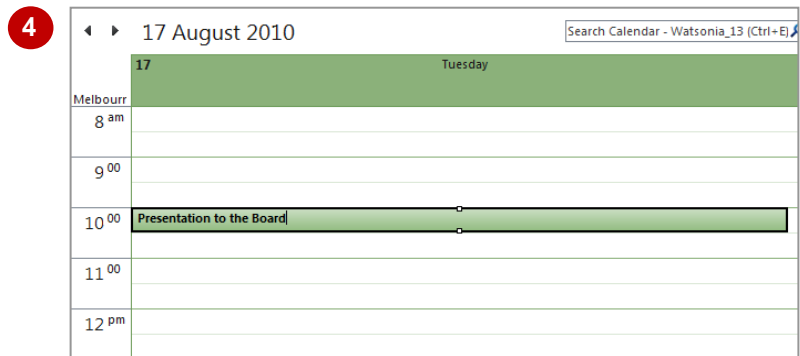 4
17 August 2010
Search Calendar - Watsonia_13 (Ctrl+E)
17 Tuesday
Melbourr
8 am
9 00
10 00 Presentation to the Board
11 00
12 pm